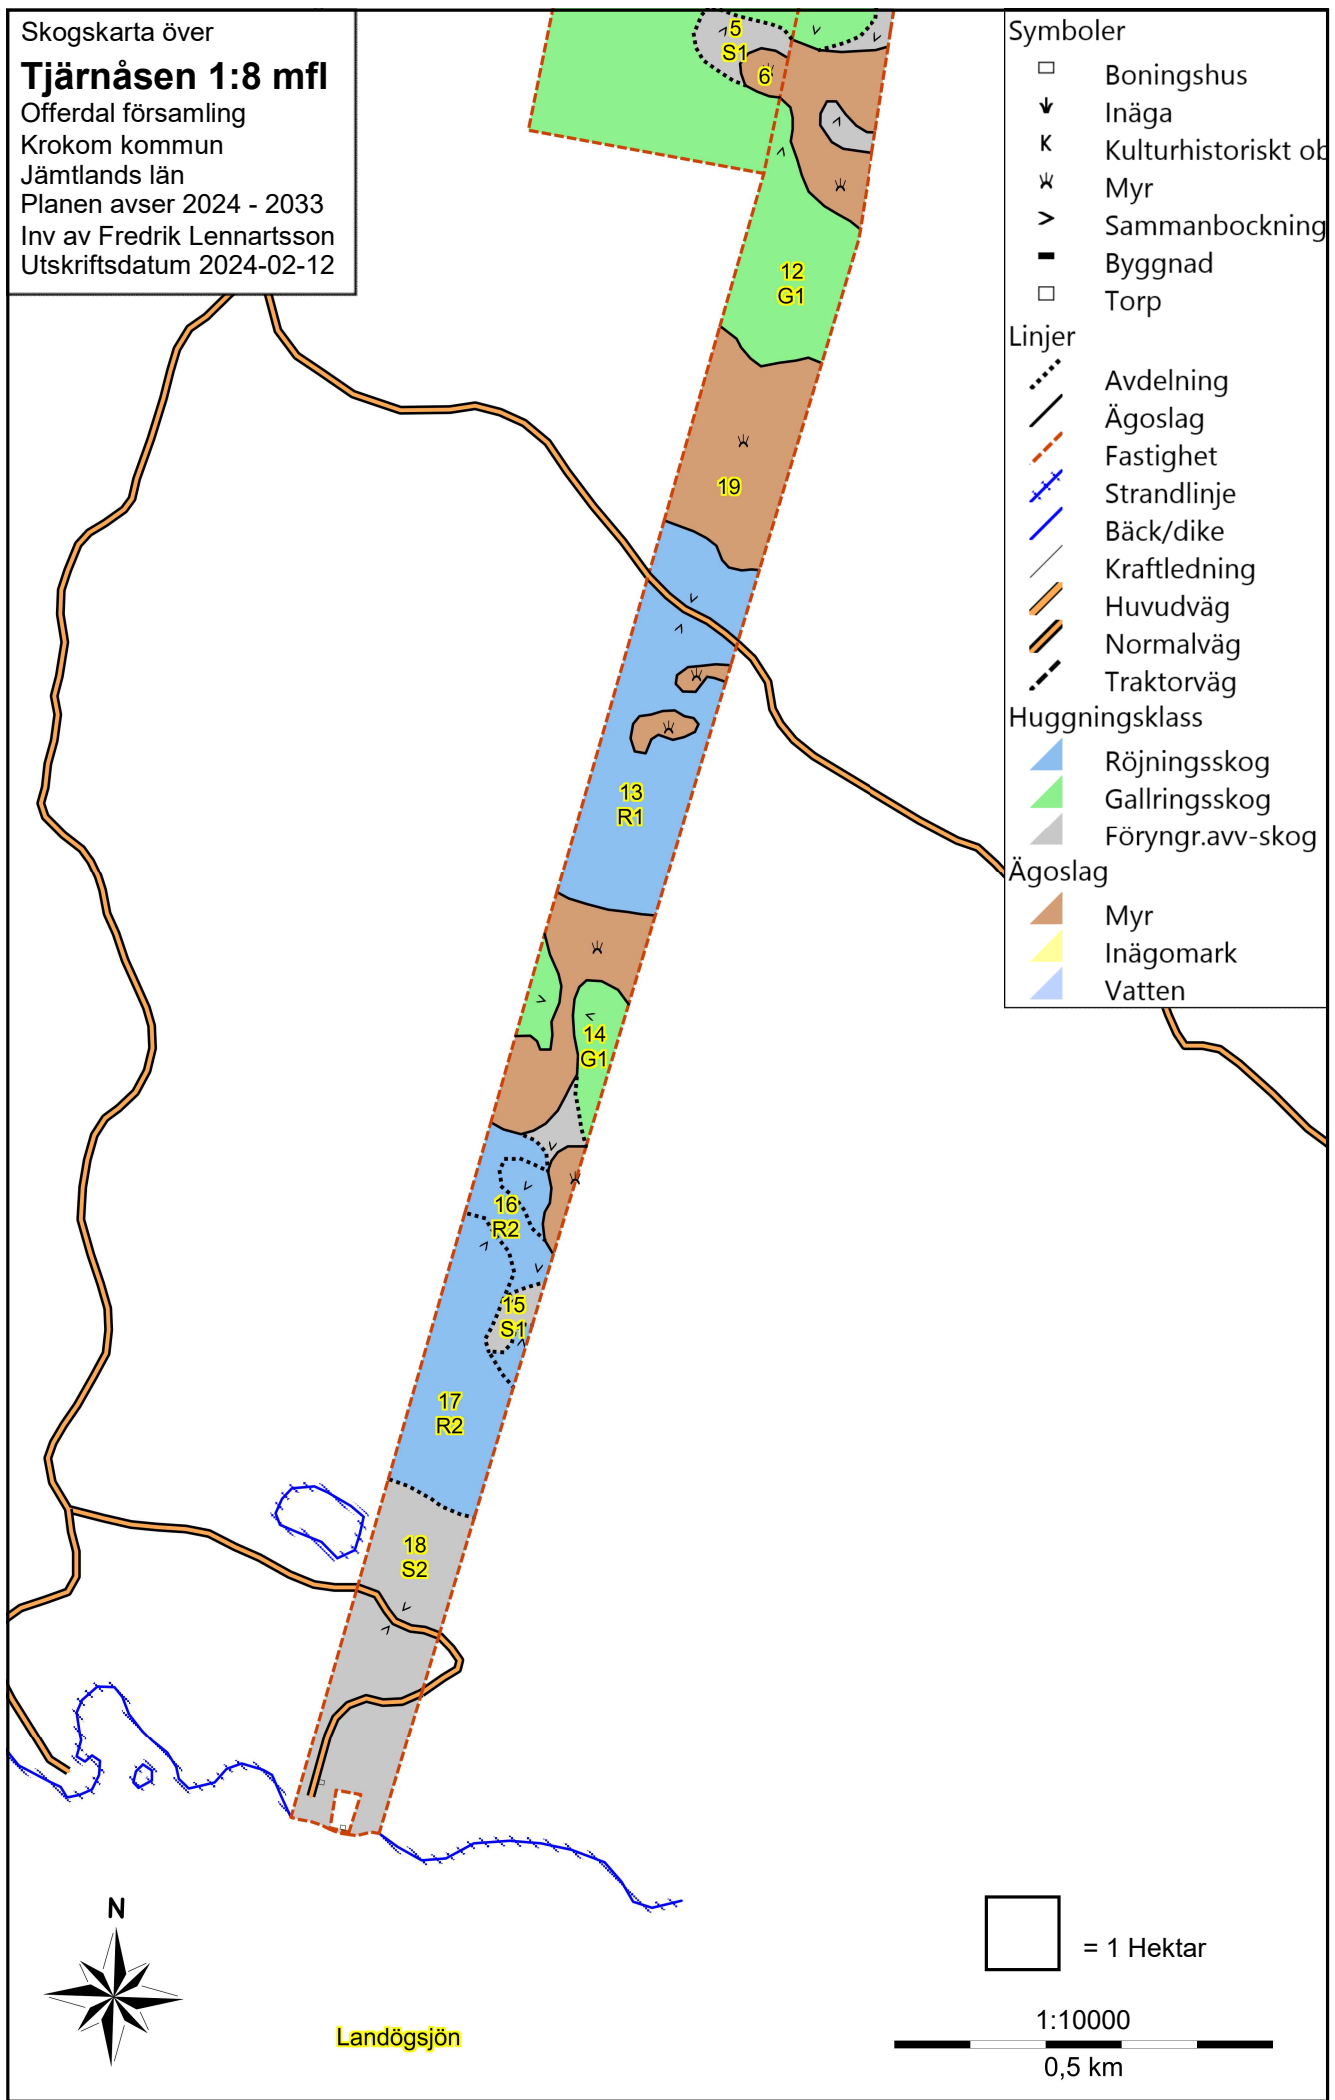 Skogskarta över
Tjärnåsen 1:8 mfl
Offerdal församling
Krokom kommun
Jämtlands län
Planen avser 2024 - 2033
Inv av Fredrik Lennartsson
Utskriftsdatum 2024-02-12
Symboler
Boningshus
Inäga
Kulturhistoriskt ob
Myr
Sammanbockning
Byggnad
Torp
Linjer
Avdelning
Ägoslag
Fastighet
Strandlinje
Bäck/dike
Kraftledning
Huvudväg
Normalväg
Traktorväg
Huggningsklass
Röjningsskog
Gallringsskog
Föryngr.avv-skog
Ägoslag
Myr
Inägomark
Vatten
5
S1
6
12
G1
19
13
R1
14
G1
16
R2
15
S1
17
R2
18
S2
N
Landögsjön
= 1 Hektar
1:10000
0,5 km